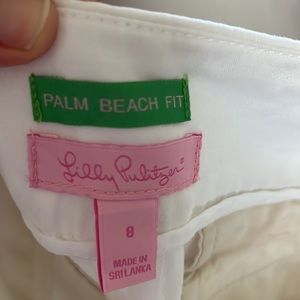 PALM BEACH FIT
Lilly Pulitzer®
8
MADE IN
SRI LANKA